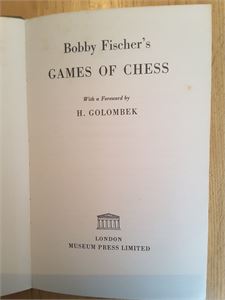 Bobby Fischer's
GAMES OF CHESS
With a Foreword by
H. GOLOMBEK
LONDON
MUSEUM PRESS LIMITED